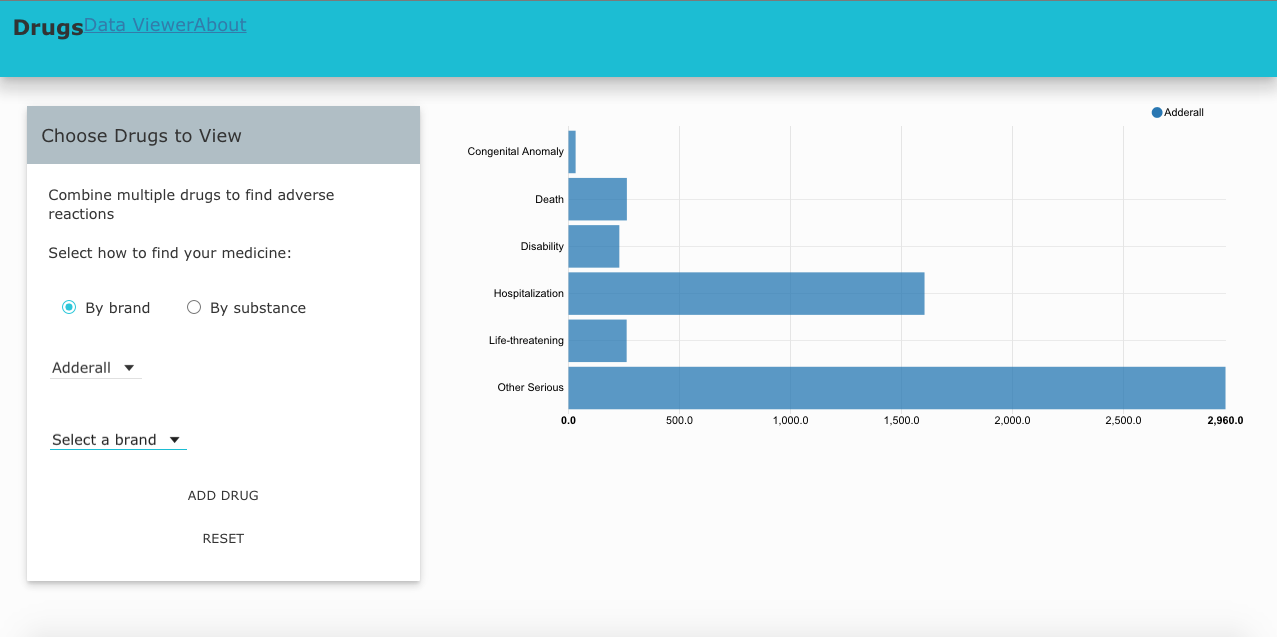 Drugs Data Viewer About
Choose Drugs to View
Combine multiple drugs to find adverse
reactions
Select how to find your medicine:
By brand By substance
Adderall
Select a brand
ADD DRUG
RESET
Adderall
Congenital Anomaly
Death
Disability
Hospitalization
Life-threatening
Other Serious
0.0 500.0 1,000.0 1,500.0 2,000.0 2,500.0 2,960.0